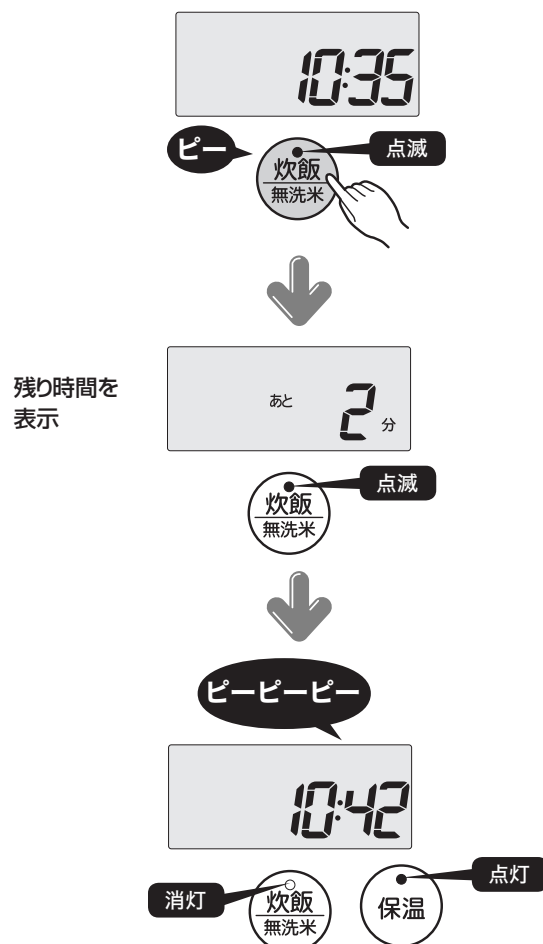 10:35
ピー
点滅
炊飯
無洗米
残り時間を
表示
あと 2 分
点滅
炊飯
無洗米
ピーピーピー
10:42
点灯
消灯
炊飯
無洗米
保温